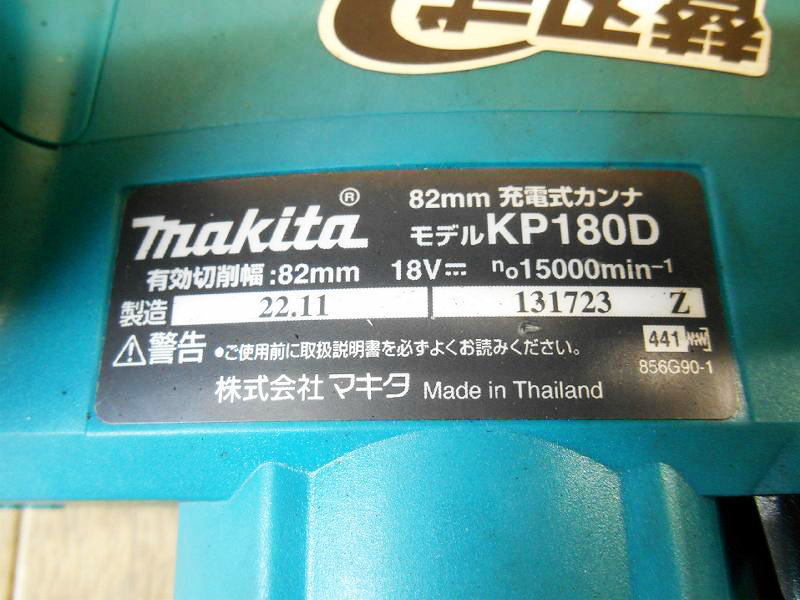 替刃式
makita®
82mm 充電式カンナ
モデルKP180D
有効切削幅:82mm 18V⎓ n₀15000min⁻¹
製造 22.11 131723 Z
⚠警告 ●ご使用前に取扱説明書を必ずよくお読みください。
441
856G90-1
株式会社 マキタ Made in Thailand